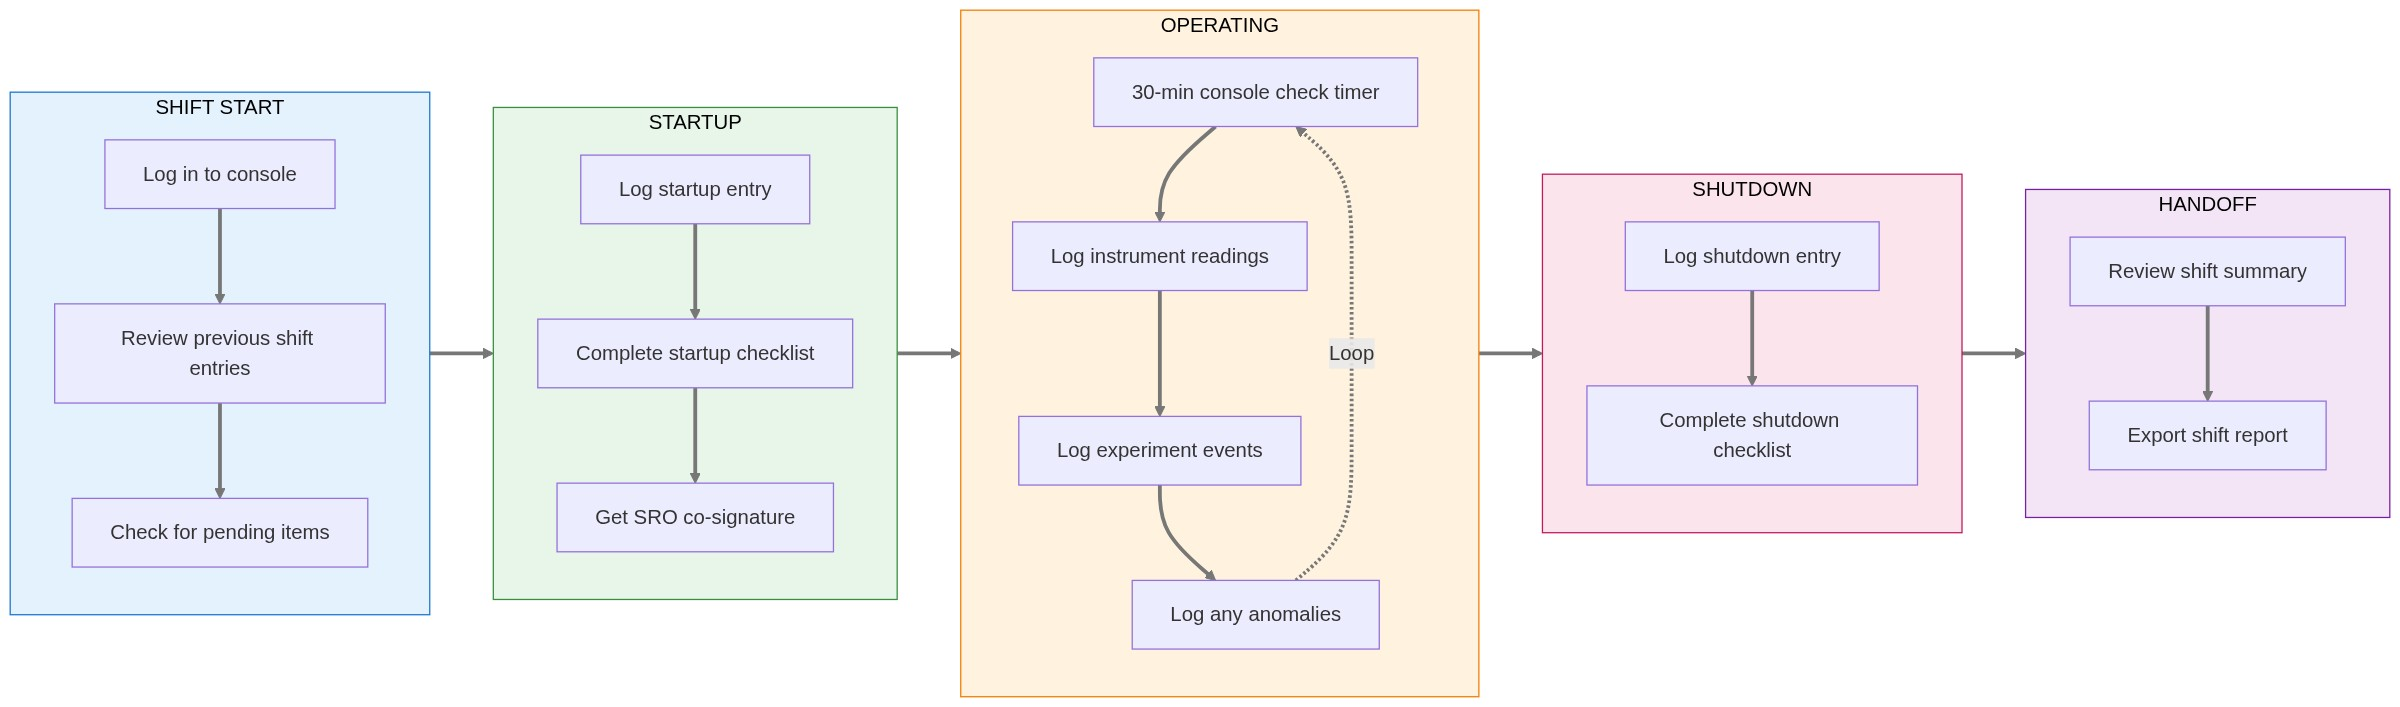 SHIFT START
Log in to console
Review previous shift
entries
Check for pending items
STARTUP
Log startup entry
Complete startup checklist
Get SRO co-signature
OPERATING
30-min console check timer
Log instrument readings
Loop
Log experiment events
Log any anomalies
SHUTDOWN
Log shutdown entry
Complete shutdown
checklist
HANDOFF
Review shift summary
Export shift report